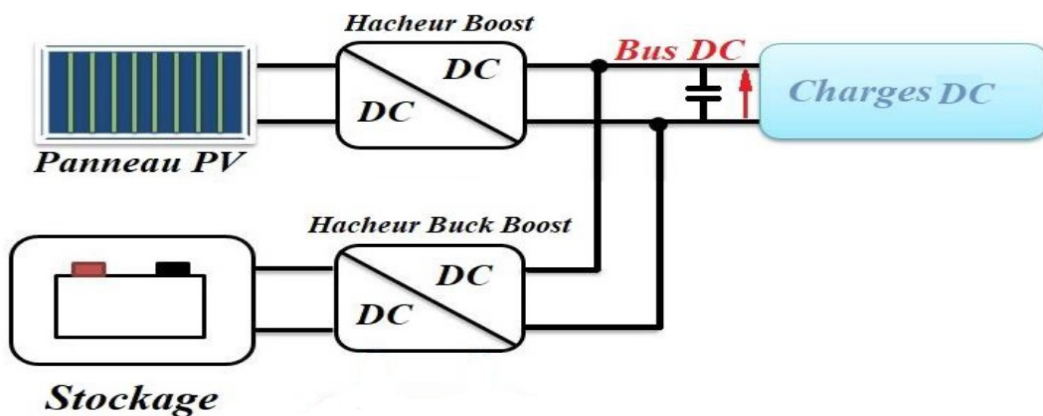 Hacheur Boost
Bus DC
DC
DC
Charges DC
Panneau PV
Hacheur Buck Boost
DC
DC
Stockage